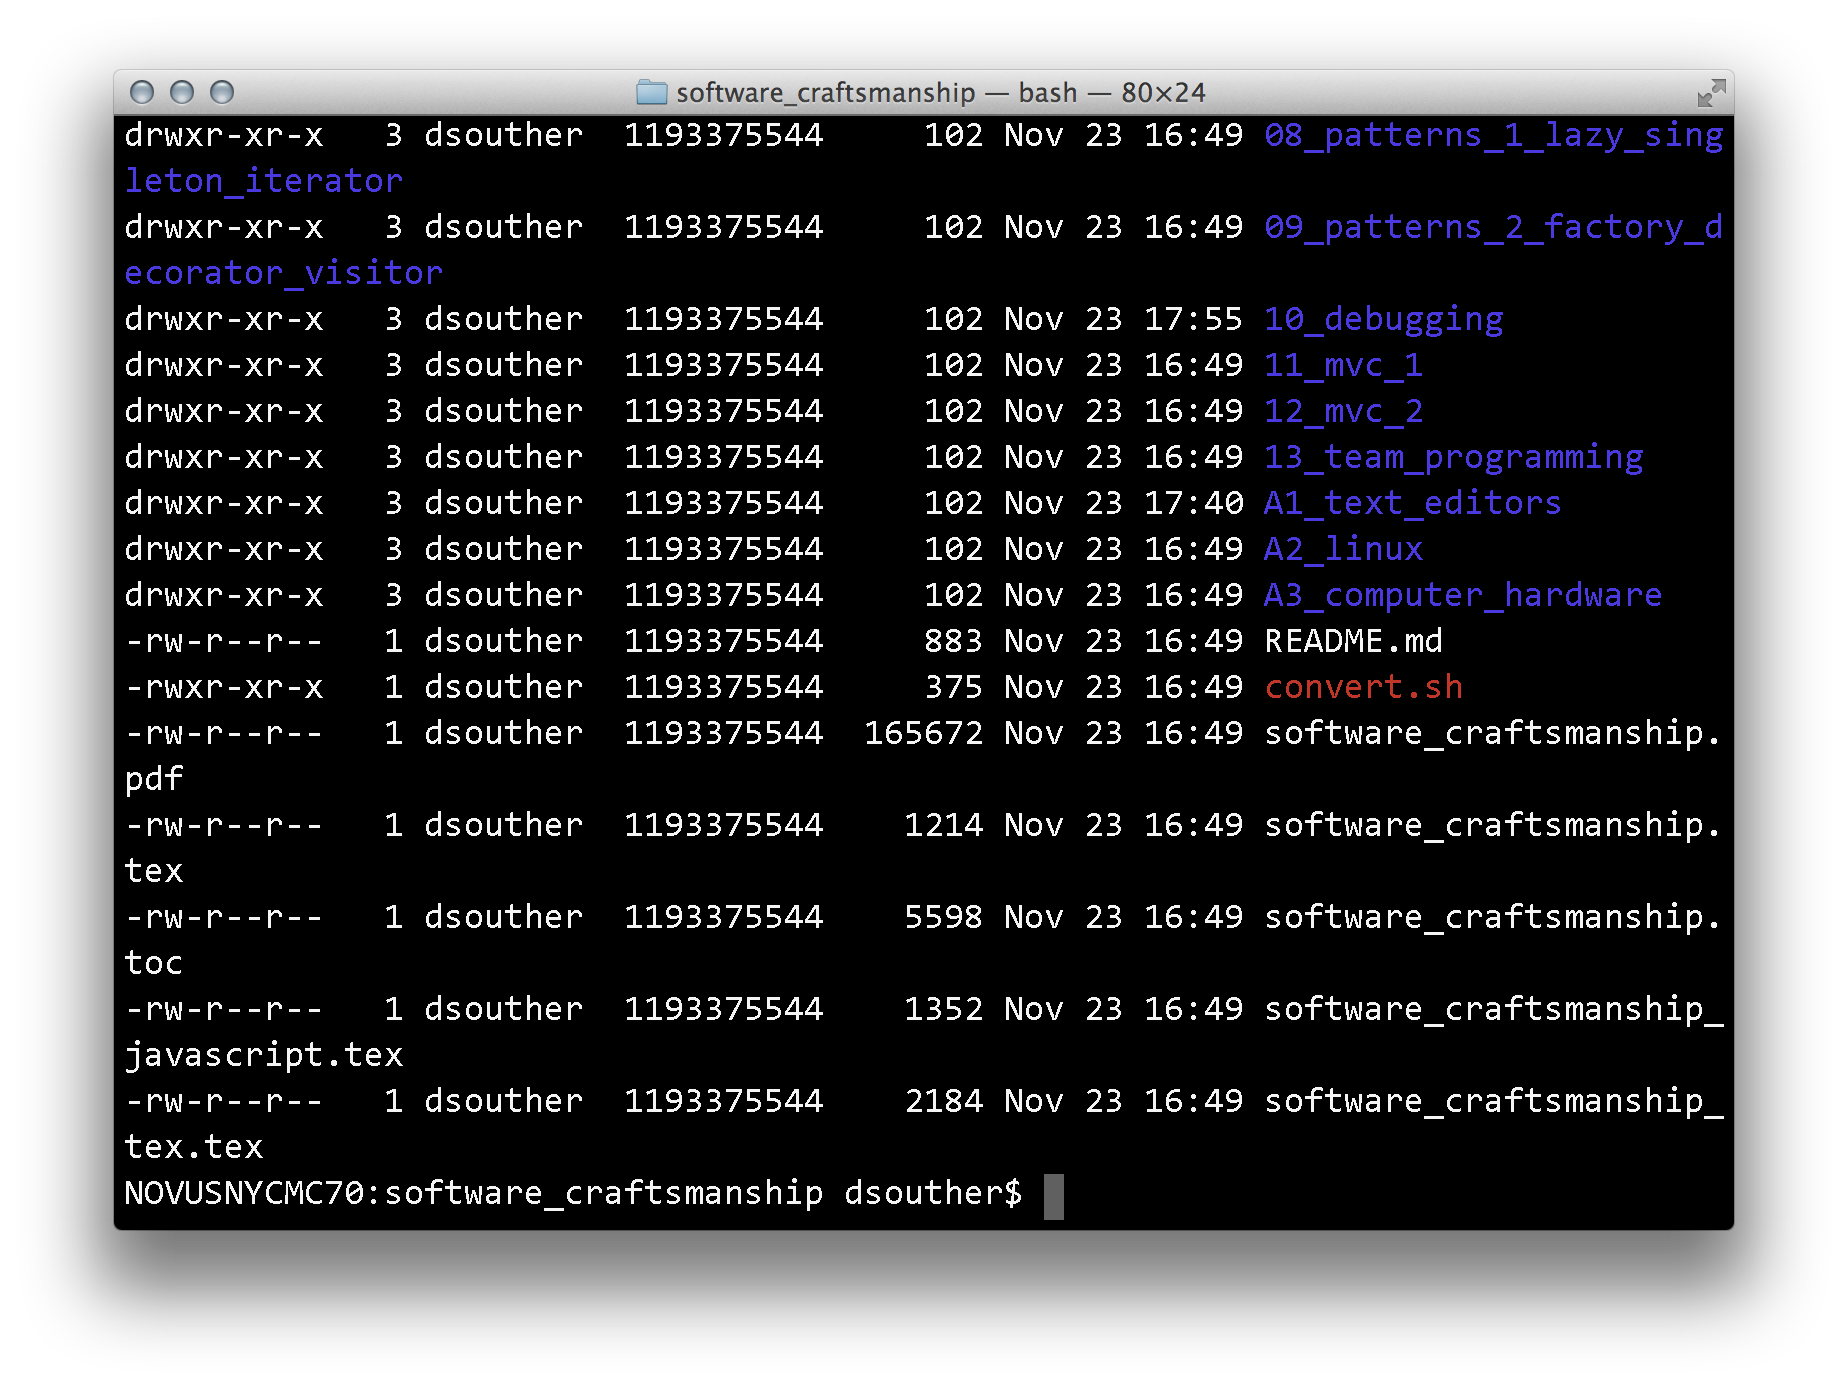 software_craftsmanship — bash — 80×24
drwxr-xr-x   3 dsouther  1193375544     102 Nov 23 16:49 08_patterns_1_lazy_sing
leton_iterator
drwxr-xr-x   3 dsouther  1193375544     102 Nov 23 16:49 09_patterns_2_factory_d
ecorator_visitor
drwxr-xr-x   3 dsouther  1193375544     102 Nov 23 17:55 10_debugging
drwxr-xr-x   3 dsouther  1193375544     102 Nov 23 16:49 11_mvc_1
drwxr-xr-x   3 dsouther  1193375544     102 Nov 23 16:49 12_mvc_2
drwxr-xr-x   3 dsouther  1193375544     102 Nov 23 16:49 13_team_programming
drwxr-xr-x   3 dsouther  1193375544     102 Nov 23 17:40 A1_text_editors
drwxr-xr-x   3 dsouther  1193375544     102 Nov 23 16:49 A2_linux
drwxr-xr-x   3 dsouther  1193375544     102 Nov 23 16:49 A3_computer_hardware
-rw-r--r--   1 dsouther  1193375544     883 Nov 23 16:49 README.md
-rwxr-xr-x   1 dsouther  1193375544     375 Nov 23 16:49 convert.sh
-rw-r--r--   1 dsouther  1193375544  165672 Nov 23 16:49 software_craftsmanship.
pdf
-rw-r--r--   1 dsouther  1193375544    1214 Nov 23 16:49 software_craftsmanship.
tex
-rw-r--r--   1 dsouther  1193375544    5598 Nov 23 16:49 software_craftsmanship.
toc
-rw-r--r--   1 dsouther  1193375544    1352 Nov 23 16:49 software_craftsmanship_
javascript.tex
-rw-r--r--   1 dsouther  1193375544    2184 Nov 23 16:49 software_craftsmanship_
tex.tex
NOVUSNYCMC70:software_craftsmanship dsouther$